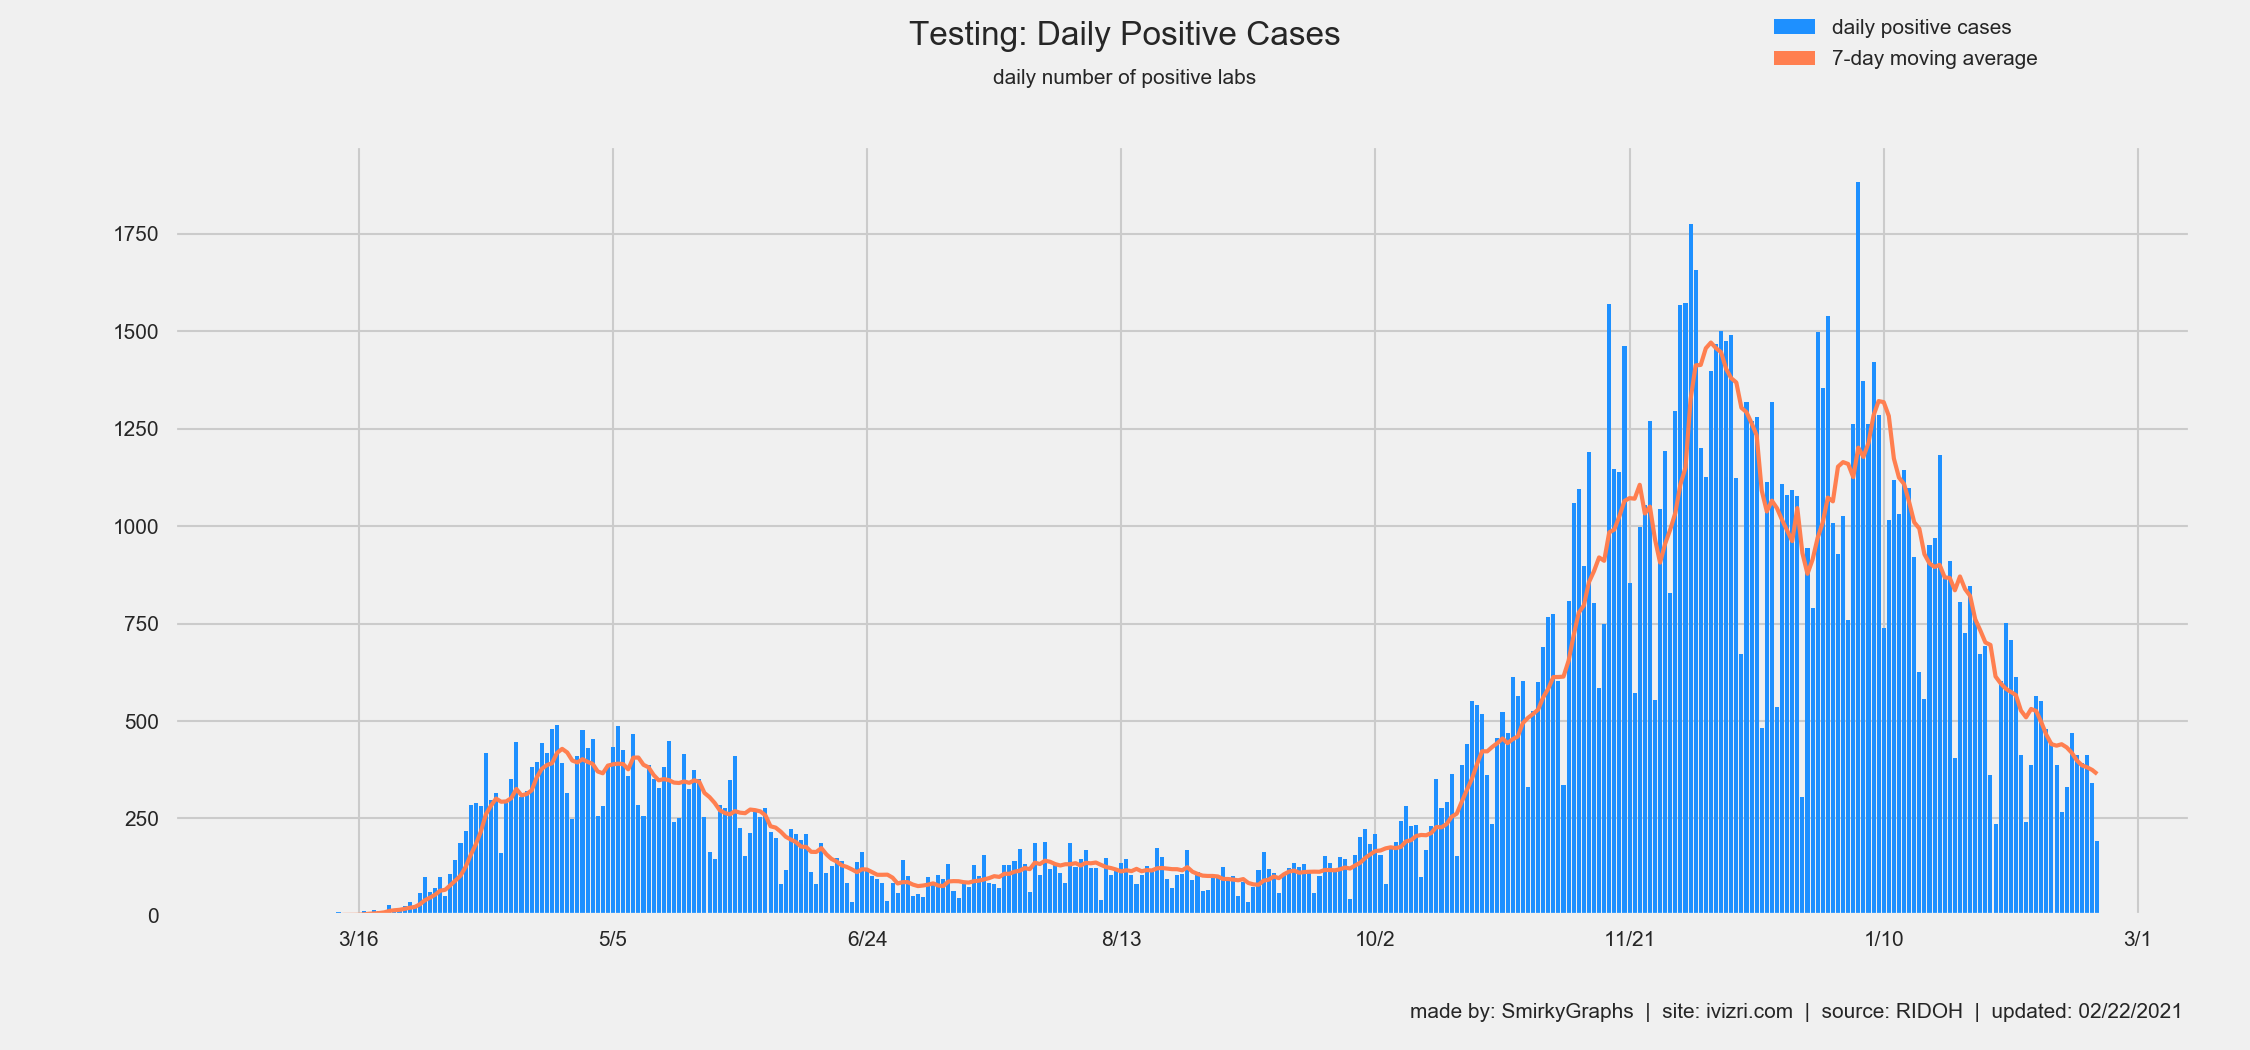 Testing: Daily Positive Cases
daily number of positive labs
daily positive cases
7-day moving average
1750
1500
1250
1000
750
500
250
0
3/16 5/5 6/24 8/13 10/2 11/21 1/10 3/1
made by: SmirkyGraphs | site: ivizri.com | source: RIDOH | updated: 02/22/2021